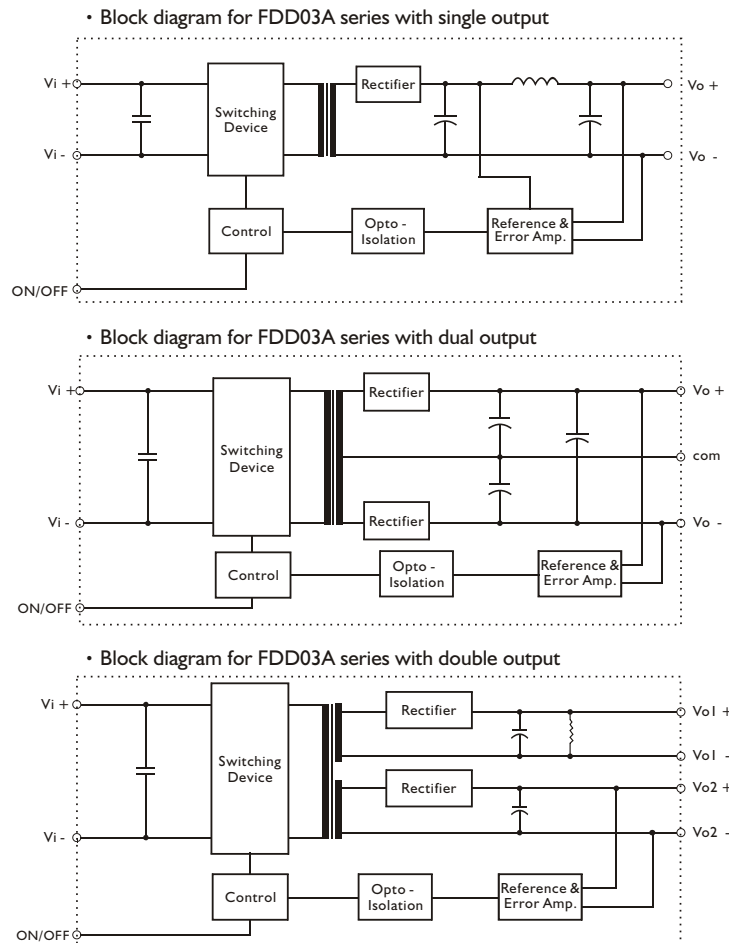 • Block diagram for FDD03A series with single output
Vi +
Switching
Device
Rectifier
Vo +
Vi -
Vo -
Control
Opto -
Isolation
Reference &
Error Amp.
ON/OFF
• Block diagram for FDD03A series with dual output
Vi +
Rectifier
Vo +
Switching
Device
com
Vi -
Rectifier
Vo -
Control
Opto -
Isolation
Reference &
Error Amp.
ON/OFF
• Block diagram for FDD03A series with double output
Vi +
Rectifier
Vo1 +
Switching
Device
Vo1 -
Rectifier
Vo2 +
Vi -
Vo2 -
Control
Opto -
Isolation
Reference &
Error Amp.
ON/OFF